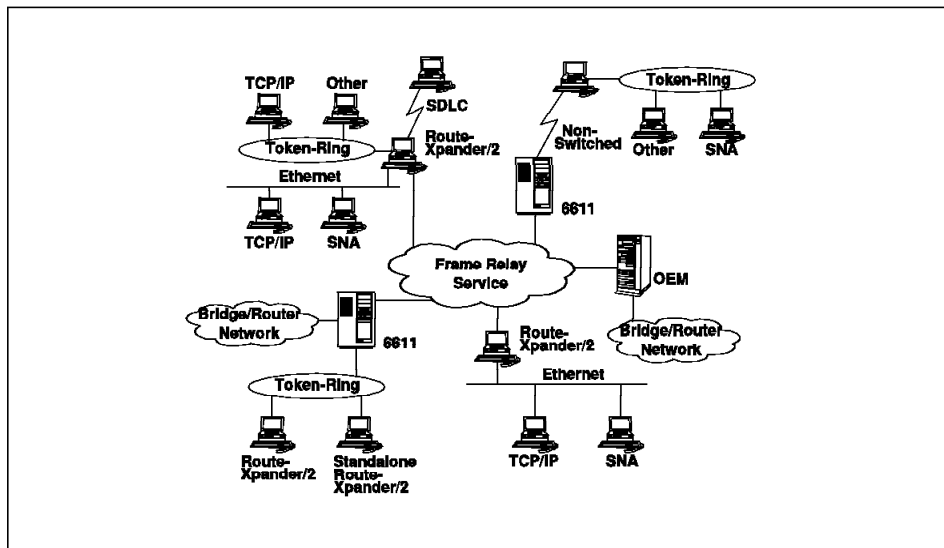 TCP/IP
Other
SDLC
Token-Ring
Route-
Xpander/2
Ethernet
TCP/IP
SNA
Token-Ring
Non-
Switched
Other
SNA
6611
Frame Relay
Service
OEM
Bridge/Router
Network
6611
Route-
Xpander/2
Bridge/Router
Network
Token-Ring
Ethernet
Route-
Xpander/2
Standalone
Route-
Xpander/2
TCP/IP
SNA